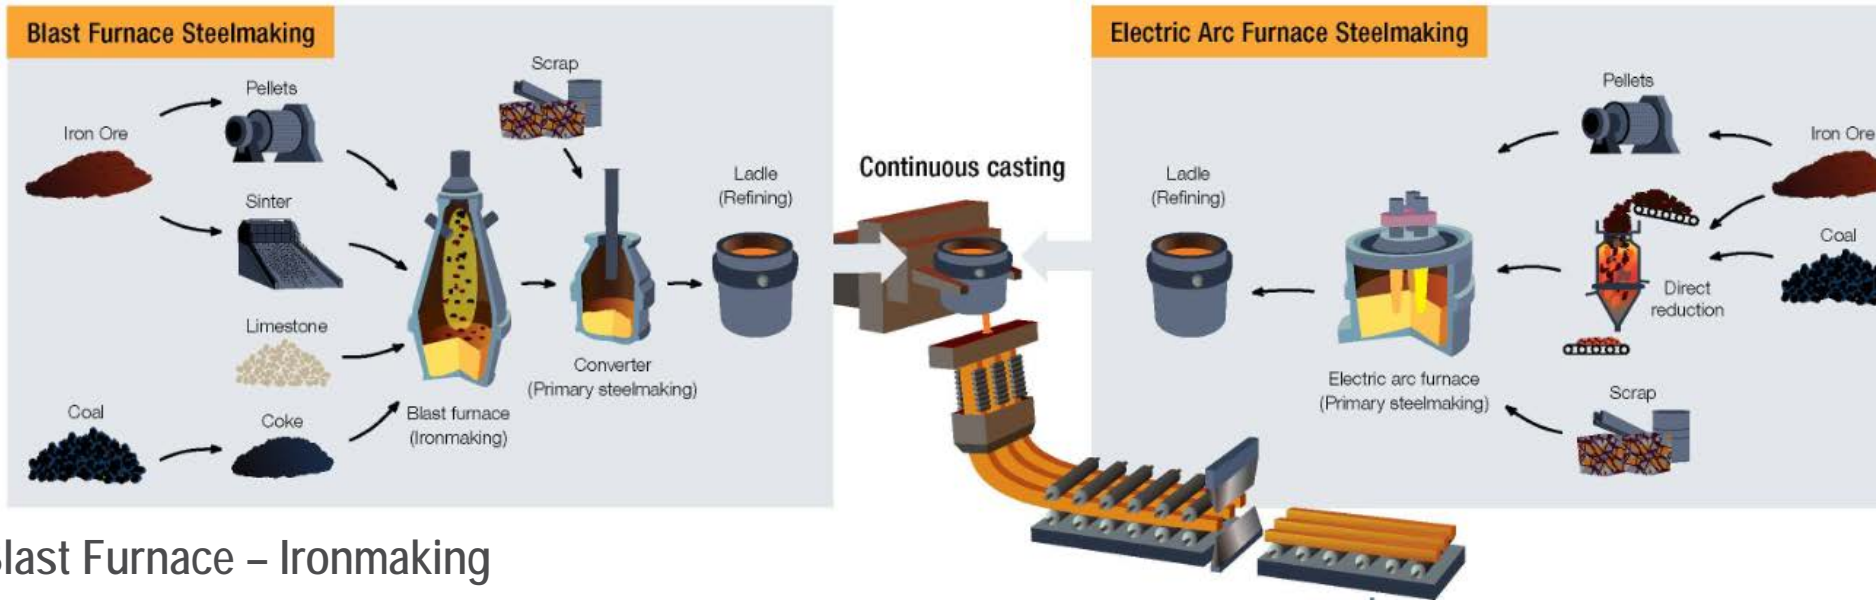 Blast Furnace Steelmaking
Iron Ore
Pellets
Sinter
Limestone
Coal
Coke
Blast furnace
(Ironmaking)
Scrap
Converter
(Primary steelmaking)
Ladle
(Refining)
Continuous casting
Electric Arc Furnace Steelmaking
Ladle
(Refining)
Electric arc furnace
(Primary steelmaking)
Pellets
Iron Ore
Coal
Direct
reduction
Scrap
last Furnace – Ironmaking